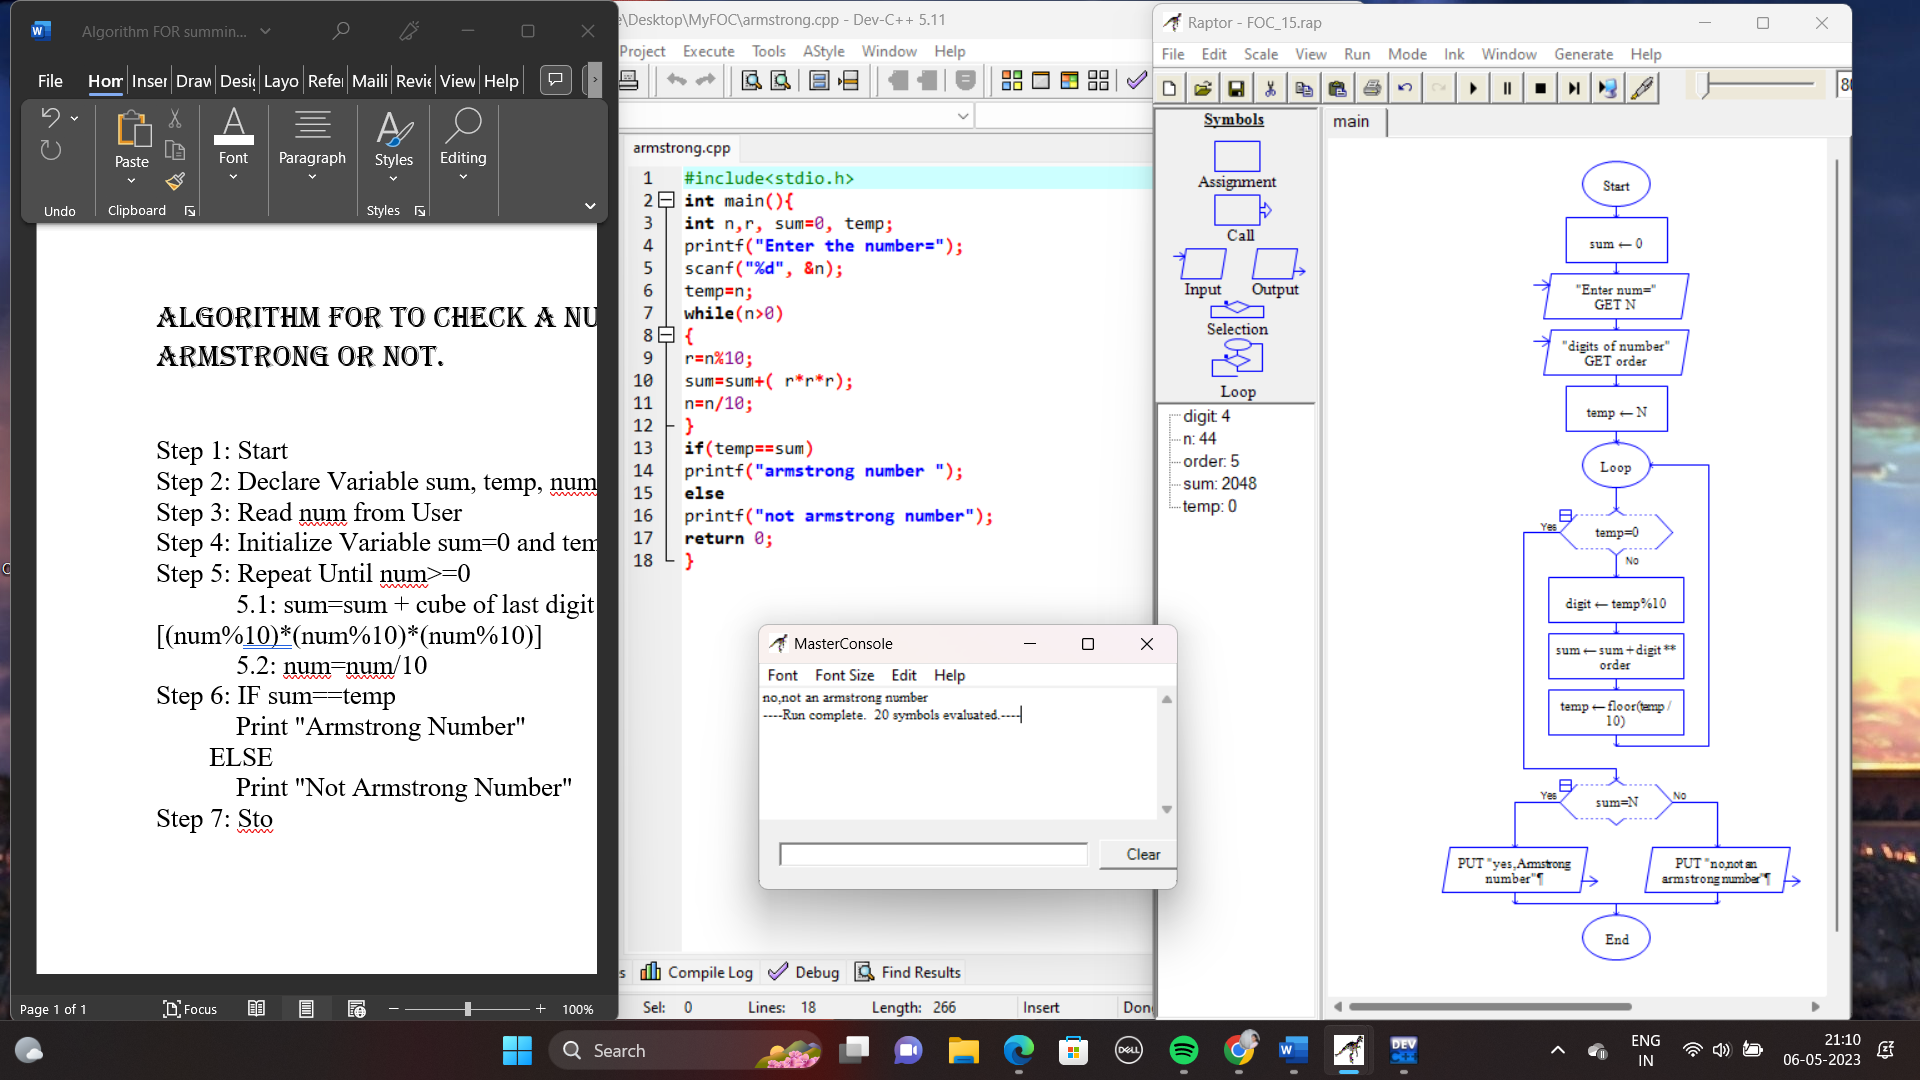 Algorithm FOR summin...
File Hom Inser Draw Desig Layo Refer Maili Revie View Help
Undo
Paste
Clipboard
Font
Paragraph
Styles
Styles
Editing
ALGORITHM FOR TO CHECK A NU
ARMSTRONG OR NOT.
Step 1: Start
Step 2: Declare Variable sum, temp, num
Step 3: Read num from User
Step 4: Initialize Variable sum=0 and tem
Step 5: Repeat Until num>=0
5.1: sum=sum + cube of last digit
[(num%10)*(num%10)*(num%10)]
5.2: num=num/10
Step 6: IF sum==temp
Print "Armstrong Number"
ELSE
Print "Not Armstrong Number"
Step 7: Sto
Page 1 of 1 Focus 100%
e\Desktop\MyFOC\armstrong.cpp - Dev-C++ 5.11
Project Execute Tools AStyle Window Help
armstrong.cpp
1 #include<stdio.h>
2 int main(){
3 int n,r, sum=0, temp;
4 printf("Enter the number=");
5 scanf("%d", &n);
6 temp=n;
7 while(n>0)
8 {
9 r=n%10;
10 sum=sum+( r*r*r);
11 n=n/10;
12 }
13 if(temp==sum)
14 printf("armstrong number ");
15 else
16 printf("not armstrong number");
17 return 0;
18 }
s Compile Log Debug Find Results
Sel: 0 Lines: 18 Length: 266 Insert Done
MasterConsole
Font Font Size Edit Help
no,not an armstrong number
----Run complete. 20 symbols evaluated.----
Clear
Raptor - FOC_15.rap
File Edit Scale View Run Mode Ink Window Generate Help
80
Symbols
Assignment
Call
Input Output
Selection
Loop
digit: 4
n: 44
order: 5
sum: 2048
temp: 0
main
Start
sum ← 0
"Enter num="
GET N
"digits of number"
GET order
temp ← N
Loop
Yes temp=0
No
digit ← temp%10
sum ← sum + digit **
order
temp ← floor(temp /
10)
Yes sum=N No
PUT "yes,Armstrong
number"¶
PUT "no,not an
armstrong number"¶
End
Search
DELL
DEV
C++
ENG
IN
21:10
06-05-2023